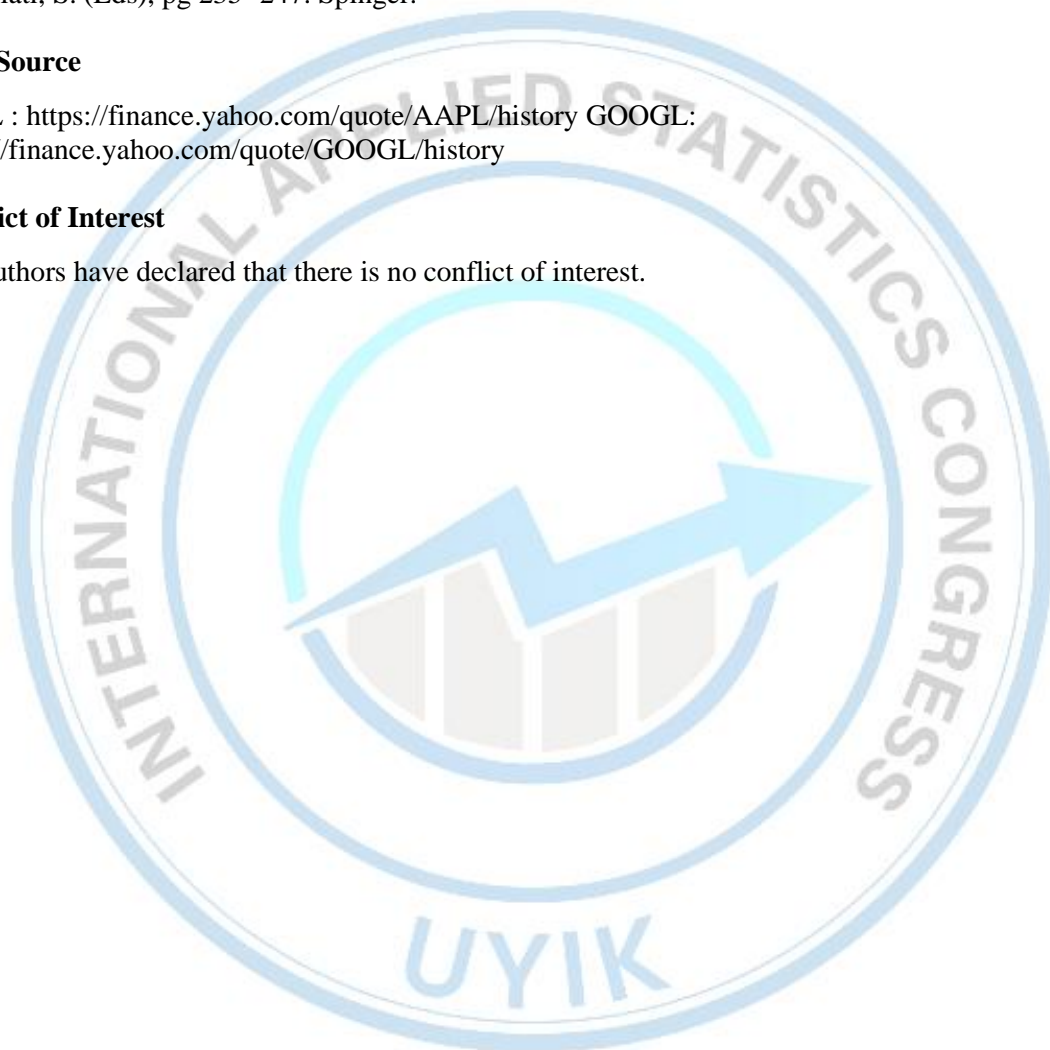 S. (Eds), pg 235- 247. Spinger.
Source
: https://finance.yahoo.com/quote/AAPL/history GOOGL:
/finance.yahoo.com/quote/GOOGL/history
ict of Interest
uthors have declared that there is no conflict of interest.
INTERNATIONAL APPLIED STATISTICS CONGRESS
UYIK